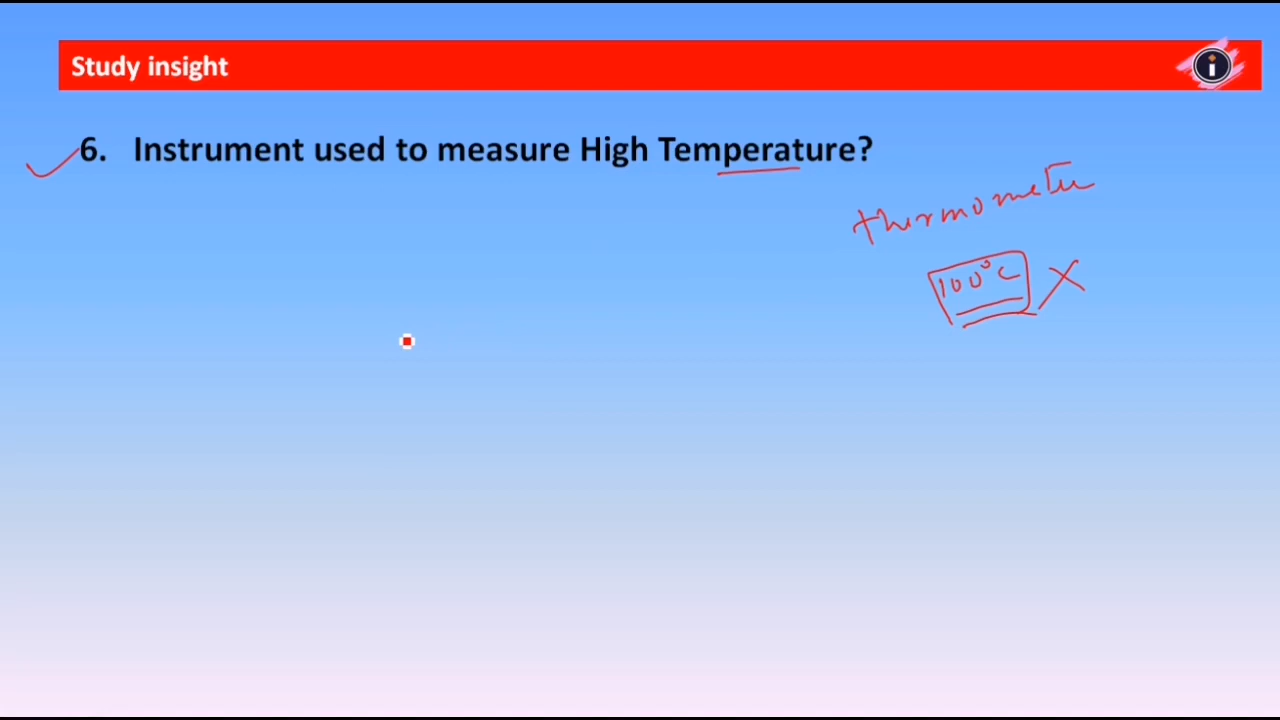 Study insight
6. Instrument used to measure High Temperature?
thermometer
100°C X